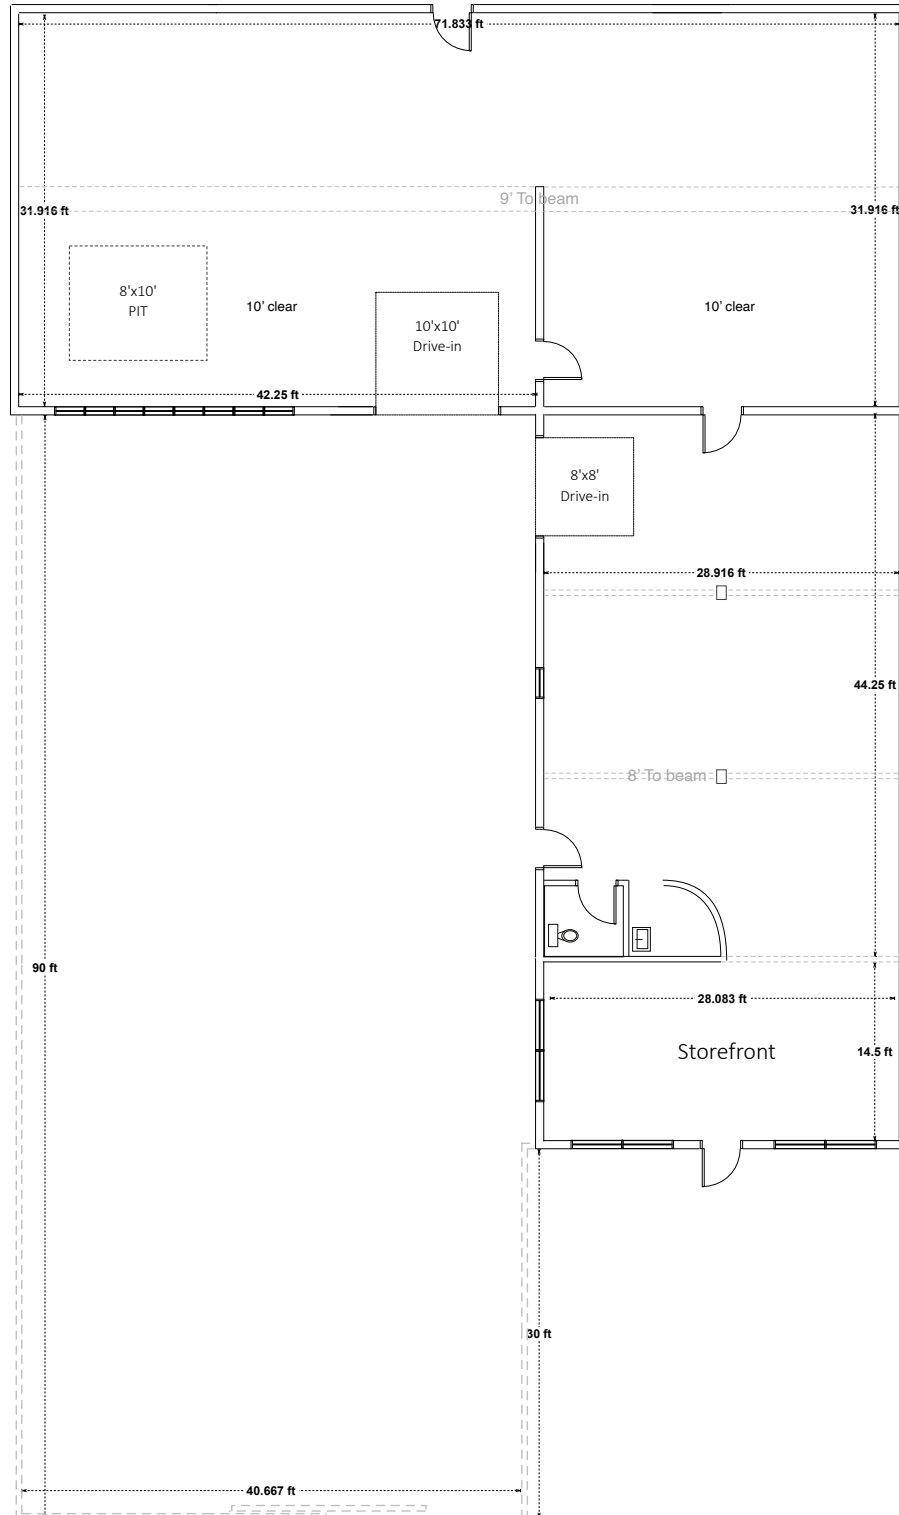 71.833 ft
9' To beam
31.916 ft
31.916 ft
8'x10'
PIT
10' clear
10' clear
10'x10'
Drive-in
42.25 ft
8'x8'
Drive-in
28.916 ft
44.25 ft
8' To beam
90 ft
28.083 ft
Storefront
14.5 ft
30 ft
40.667 ft